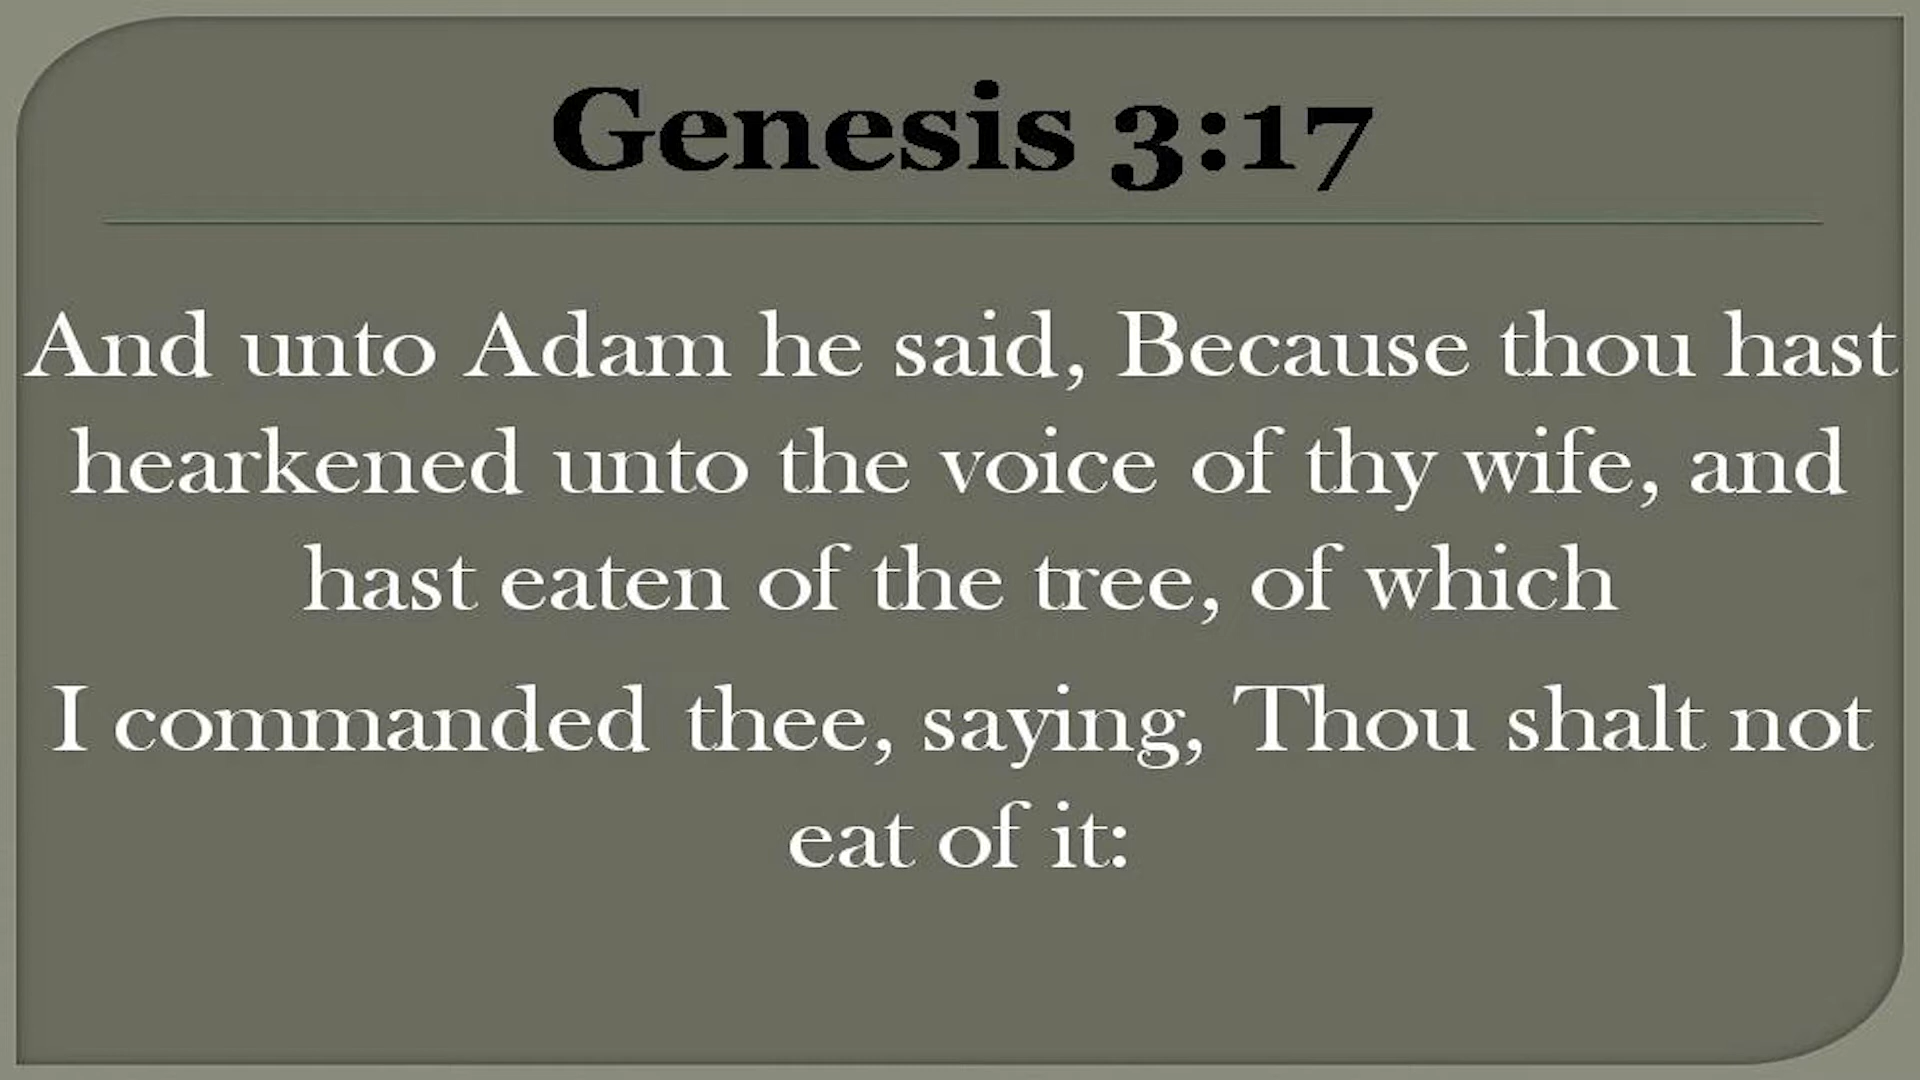 Genesis 3:17
And unto Adam he said, Because thou hast
hearkened unto the voice of thy wife, and
hast eaten of the tree, of which
I commanded thee, saying, Thou shalt not
eat of it: